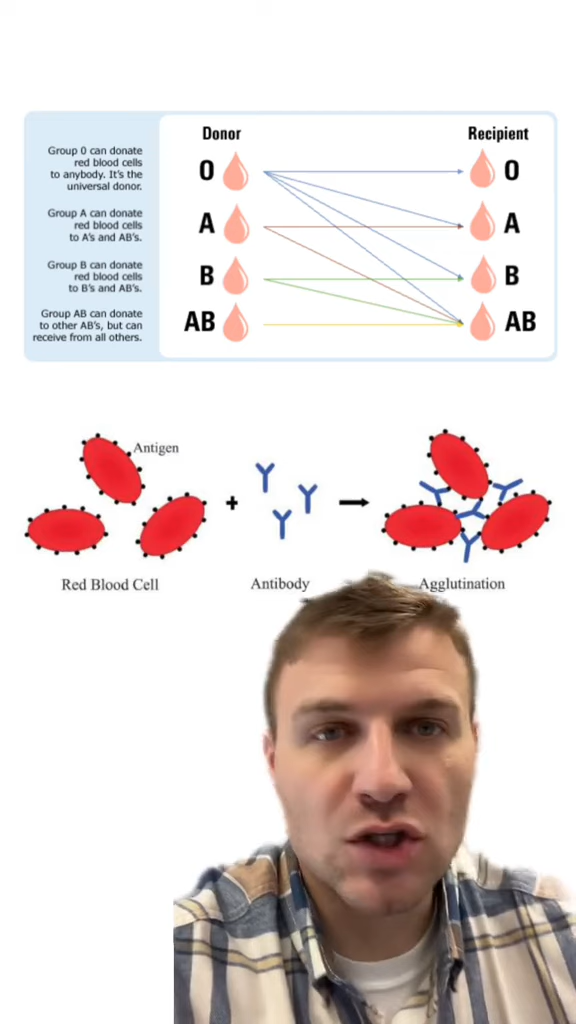 Donor
Recipient
Group 0 can donate
red blood cells
to anybody. It's the
universal donor.
O
O
Group A can donate
red blood cells
to A's and AB's.
A
A
Group B can donate
red blood cells
to B's and AB's.
B
B
Group AB can donate
to other AB's, but can
receive from all others.
AB
AB
Antigen
+
Red Blood Cell
Antibody
Agglutination